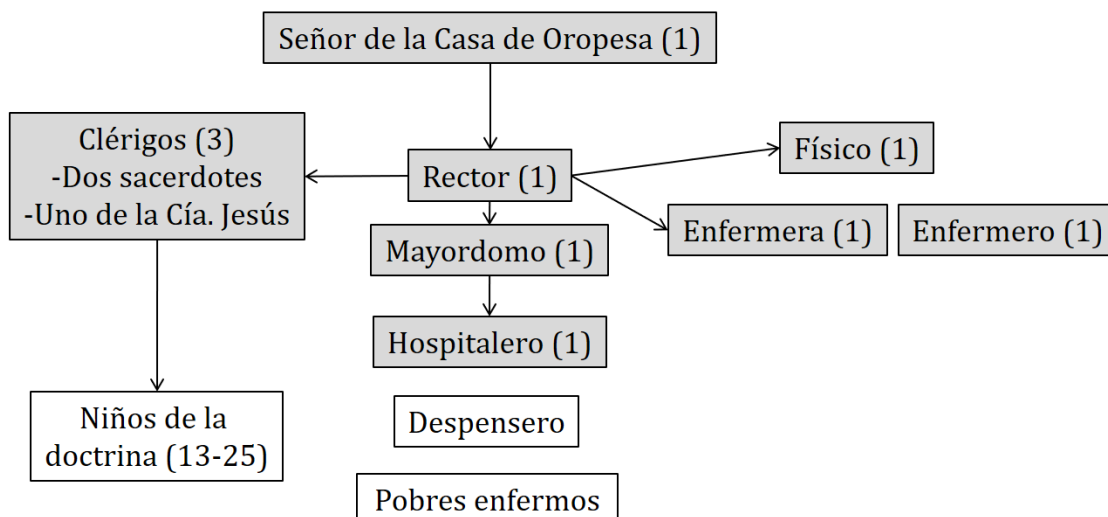 Señor de la Casa de Oropesa (1)
Clérigos (3)
-Dos sacerdotes
-Uno de la Cía. Jesús
Rector (1)
Físico (1)
Enfermera (1)
Enfermero (1)
Mayordomo (1)
Hospitalero (1)
Niños de la
doctrina (13-25)
Despensero
Pobres enfermos